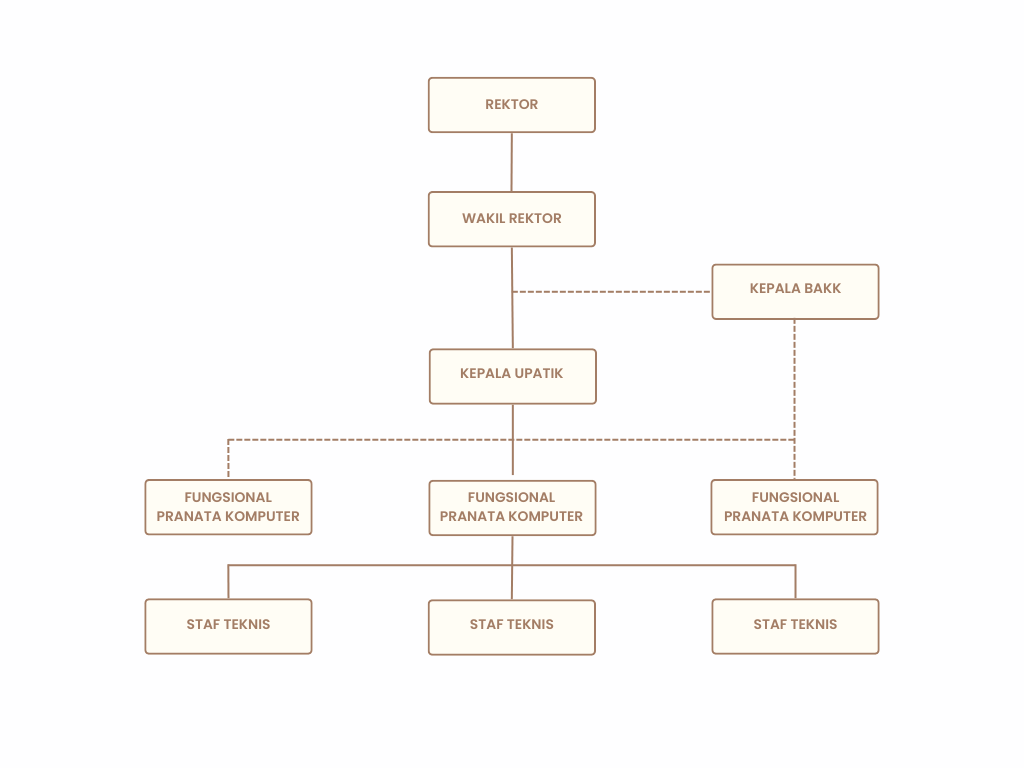 REKTOR
WAKIL REKTOR
KEPALA BAKK
KEPALA UPATIK
FUNGSIONAL
PRANATA KOMPUTER
FUNGSIONAL
PRANATA KOMPUTER
FUNGSIONAL
PRANATA KOMPUTER
STAF TEKNIS
STAF TEKNIS
STAF TEKNIS